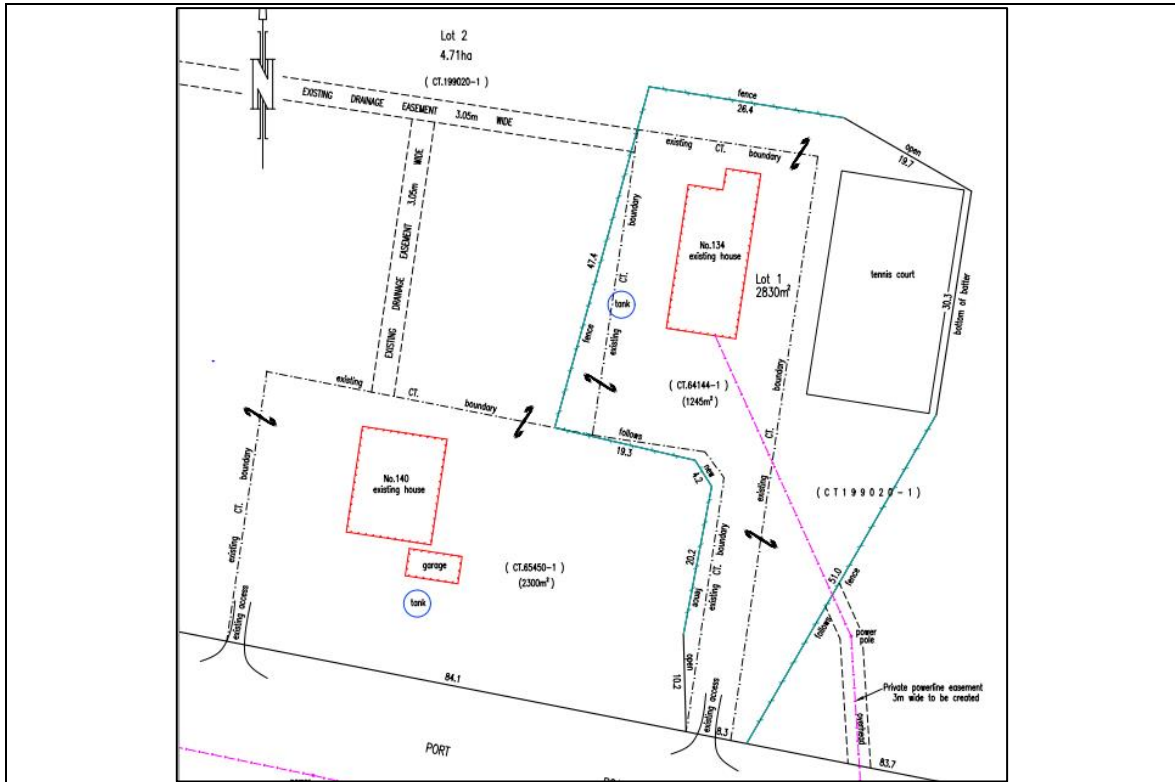 Lot 2
4.71ha
( CT.199020-1 )
EXISTING DRAINAGE EASEMENT 3.05m WIDE
fence
26.4
open
19.7
existing CT. boundary
EXISTING DRAINAGE EASEMENT 3.05m WIDE
existing CT. boundary
No.134
existing house
tennis court
Lot 1
2830m²
30.3
bottom of batter
47.4
fence
tank
existing CT. boundary
( CT.64144-1 )
(1245m²)
existing CT. boundary
follows
19.3
new
4.2
No.140
existing house
existing CT. boundary
(CT199020-1)
garage
( CT.65450-1 )
(2300m²)
20.2
fence
existing CT. boundary
51.0
fence
follows
tank
power
pole
existing access
open
10.2
84.1
existing access
8.3
Private powerline easement
3m wide to be created
overhead
83.7
PORT